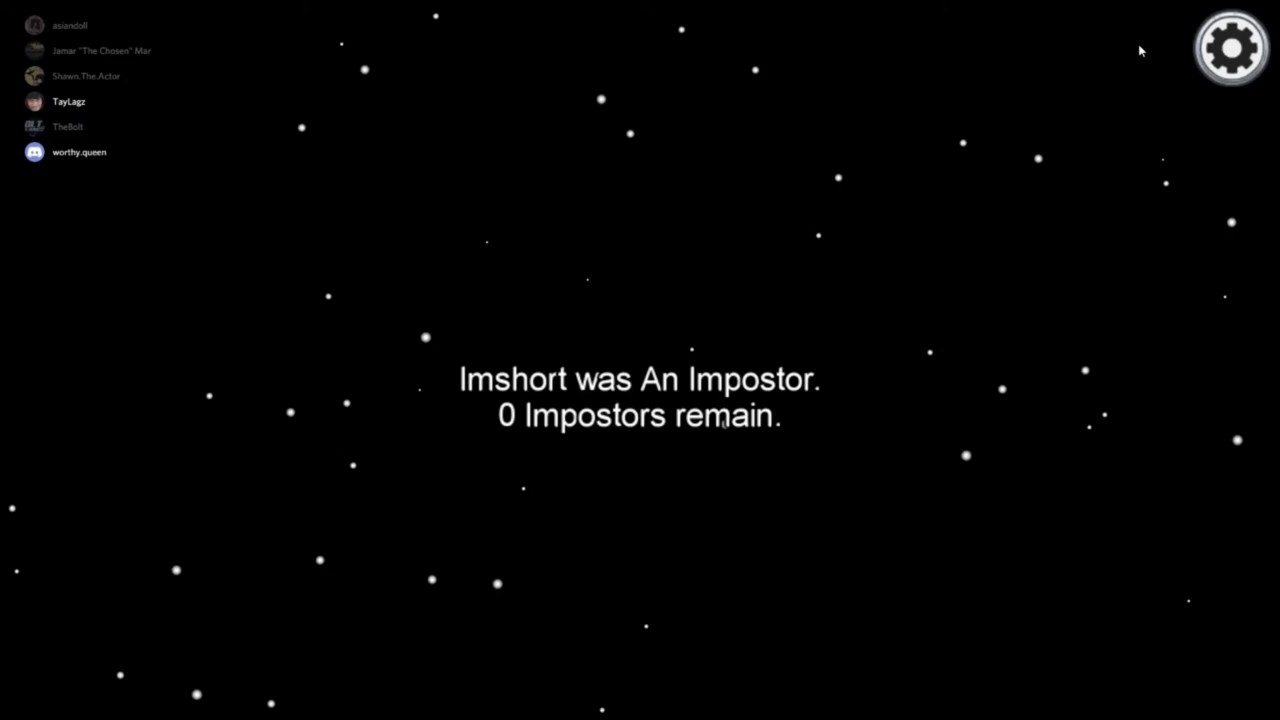 asiandoll
Jamar "The Chosen" Mar
Shawn.The.Actor
TayLagz
TheBolt
worthy.queen
Imshort was An Impostor.
0 Impostors remain.